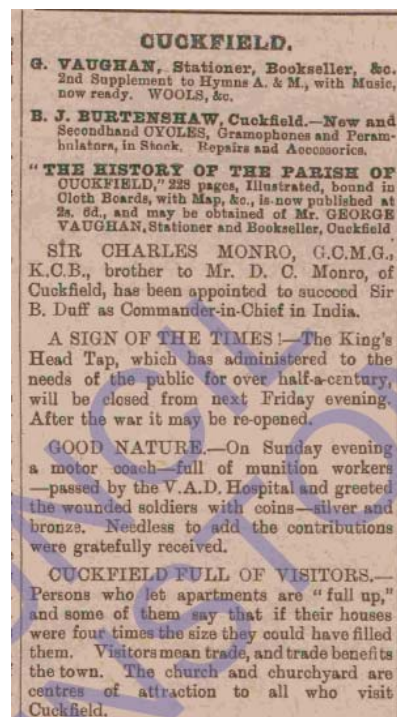 CUCKFIELD.
G. VAUGHAN, Stationer, Bookseller, &c.
2nd Supplement to Hymns A. & M., with Music,
now ready. WOOLS, &c.
B. J. BURTENSHAW, Cuckfield.—New and
Secondhand CYCLES, Gramophones and Peram-
bulators, in Stock. Repairs and Accessories.
"THE HISTORY OF THE PARISH OF
CUCKFIELD," 228 pages, Illustrated, bound in
Cloth Boards, with Map, &c., is now published at
2s. 6d., and may be obtained of Mr. GEORGE
VAUGHAN, Stationer and Bookseller, Cuckfield
SIR CHARLES MONRO, G.C.M.G.,
K.C.B., brother to Mr. D. C. Monro, of
Cuckfield, has been appointed to succeed Sir
B. Duff as Commander-in-Chief in India.
A SIGN OF THE TIMES!—The King's
Head Tap, which has administered to the
needs of the public for over half-a-century,
will be closed from next Friday evening.
After the war it may be re-opened.
GOOD NATURE.—On Sunday evening
a motor coach—full of munition workers
—passed by the V.A.D. Hospital and greeted
the wounded soldiers with coins—silver and
bronze. Needless to add the contributions
were gratefully received.
CUCKFIELD FULL OF VISITORS.—
Persons who let apartments are "full up,"
and some of them say that if their houses
were four times the size they could have filled
them. Visitors mean trade, and trade benefits
the town. The church and churchyard are
centres of attraction to all who visit
Cuckfield.